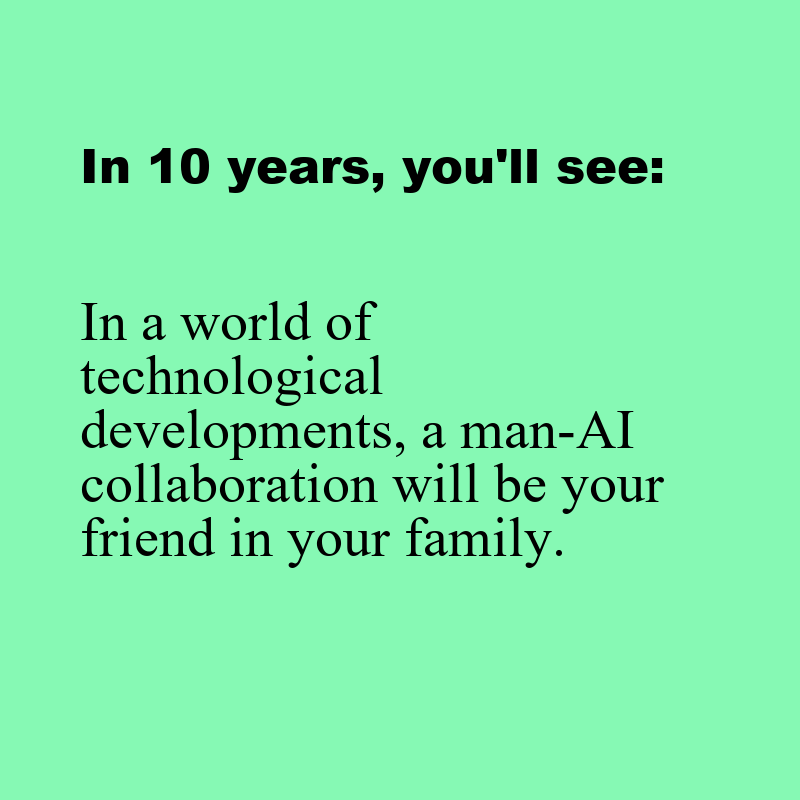 In 10 years, you'll see:
In a world of
technological
developments, a man-AI
collaboration will be your
friend in your family.